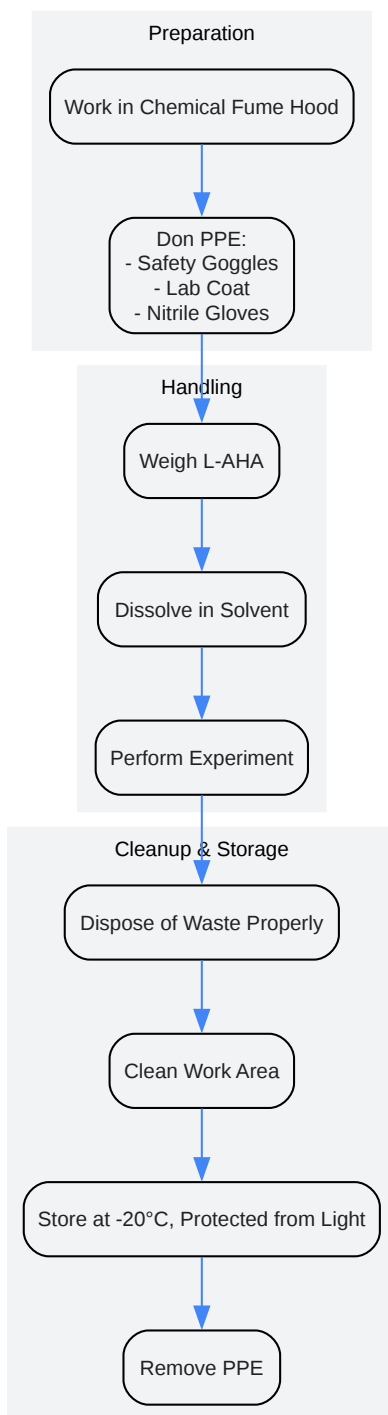 Preparation
Work in Chemical Fume Hood
Don PPE:
- Safety Goggles
- Lab Coat
- Nitrile Gloves
Handling
Weigh L-AHA
Dissolve in Solvent
Perform Experiment
Cleanup & Storage
Dispose of Waste Properly
Clean Work Area
Store at -20°C, Protected from Light
Remove PPE